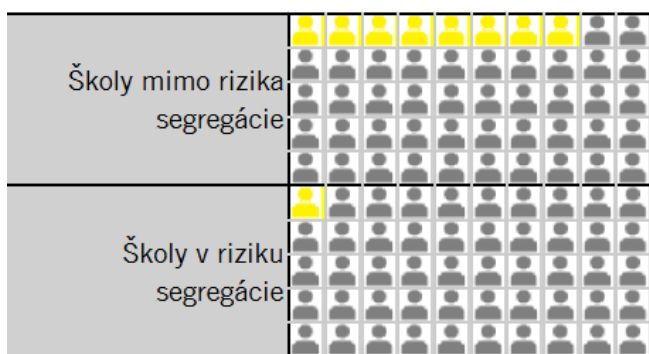 Školy mimo rizika
segregácie
Školy v riziku
segregácie